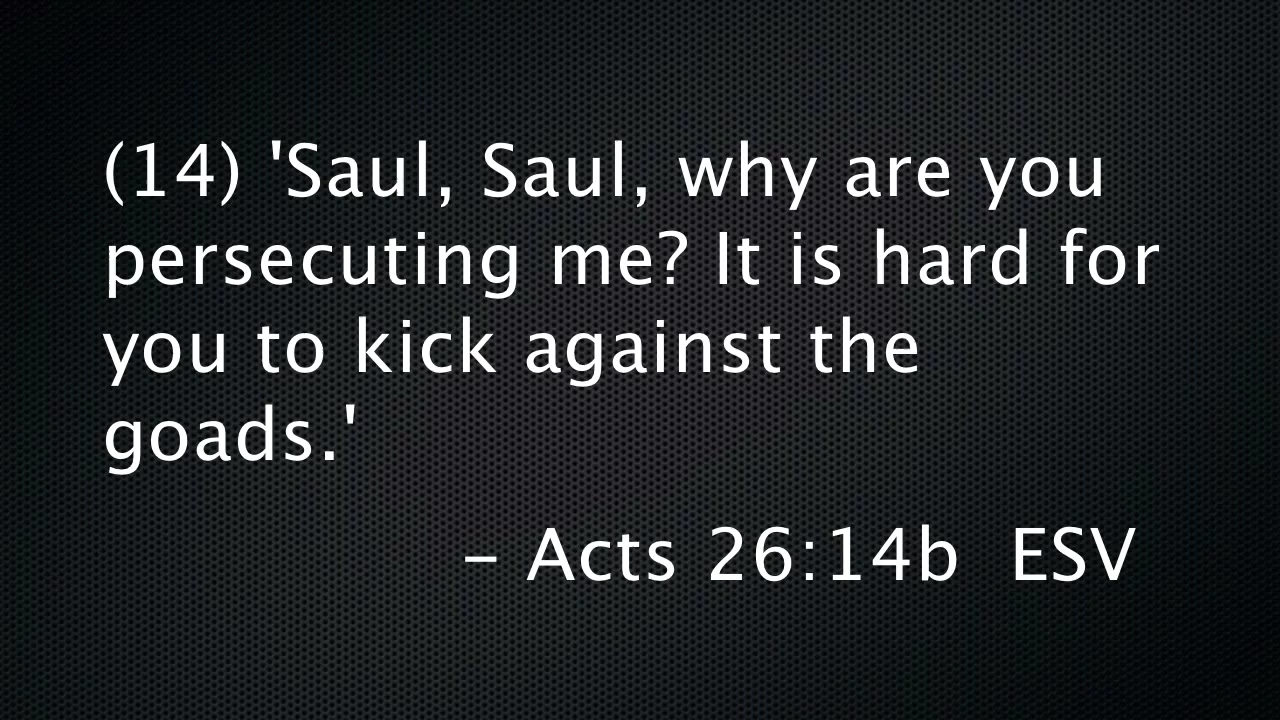 (14) 'Saul, Saul, why are you
persecuting me? It is hard for
you to kick against the
goads.'
– Acts 26:14b  ESV